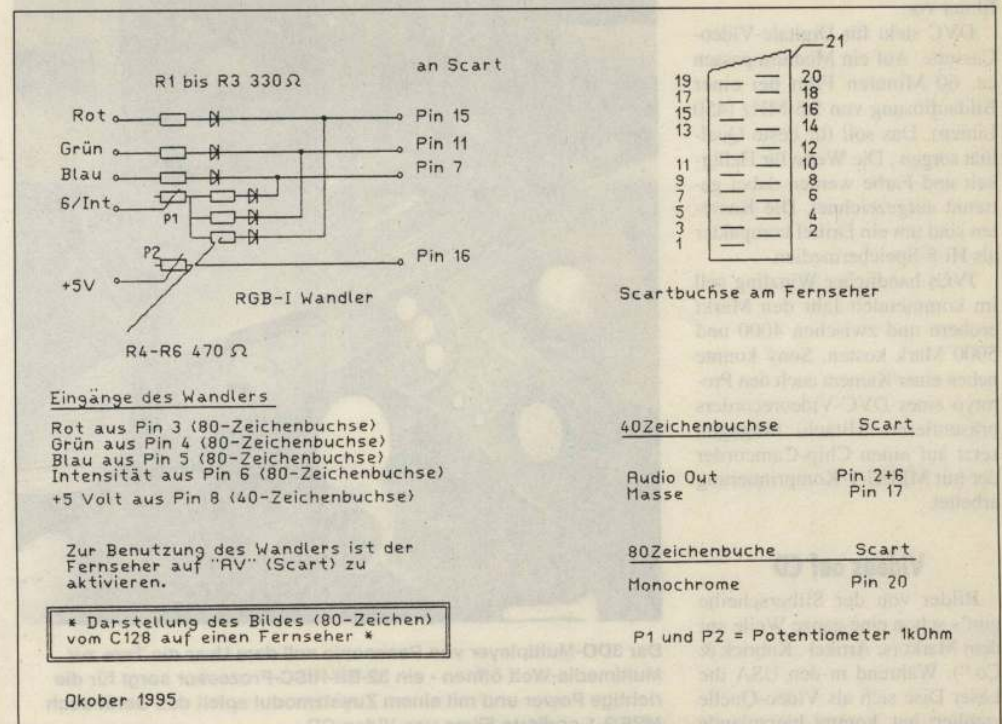 R1 bis R3 330Ω
an Scart
Rot
Pin 15
Grün
Pin 11
Blau
Pin 7
6/Int
P1
P2
Pin 16
+5V
RGB-I Wandler
R4-R6 470 Ω
21
19
20
17
18
15
16
13
14
12
11
10
9
8
7
6
5
4
3
2
1
Scartbuchse am Fernseher
Eingänge des Wandlers
Rot aus Pin 3 (80-Zeichenbuchse)
Grün aus Pin 4 (80-Zeichenbuchse)
Blau aus Pin 5 (80-Zeichenbuchse)
Intensität aus Pin 6 (80-Zeichenbuchse)
+5 Volt aus Pin 8 (40-Zeichenbuchse)
Zur Benutzung des Wandlers ist der
Fernseher auf "AV" (Scart) zu
aktivieren.
* Darstellung des Bildes (80-Zeichen)
vom C128 auf einen Fernseher *
Okober 1995
40Zeichenbuchse Scart
Audio Out Pin 2+6
Masse Pin 17
80Zeichenbuche Scart
Monochrome Pin 20
P1 und P2 = Potentiometer 1kOhm